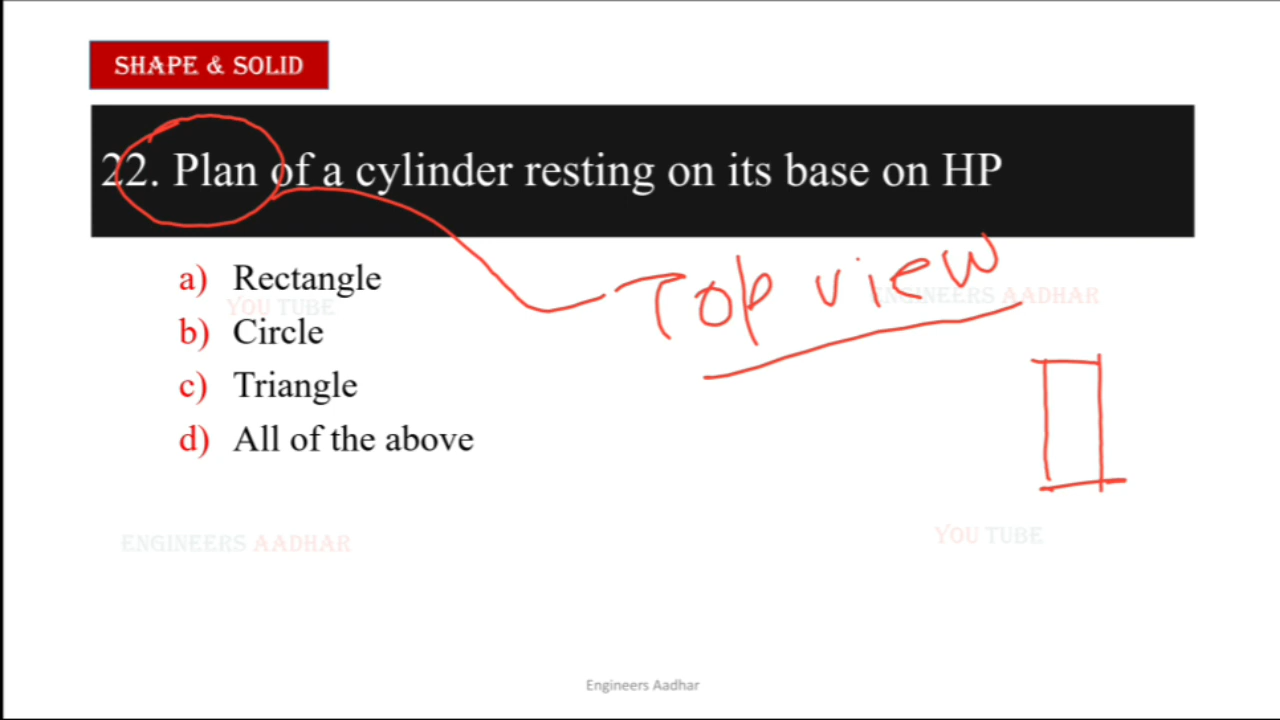 SHAPE & SOLID
22. Plan of a cylinder resting on its base on HP
a) Rectangle
YOU TUBE
b) Circle
c) Triangle
d) All of the above
Top view
ENGINEERS AADHAR
ENGINEERS AADHAR
YOU TUBE
Engineers Aadhar